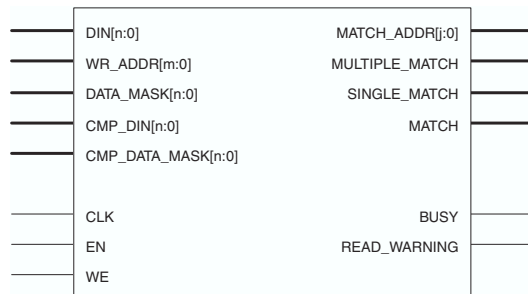 DIN[n:0] MATCH_ADDR[j:0]
WR_ADDR[m:0] MULTIPLE_MATCH
DATA_MASK[n:0] SINGLE_MATCH
CMP_DIN[n:0] MATCH
CMP_DATA_MASK[n:0]
CLK BUSY
EN READ_WARNING
WE